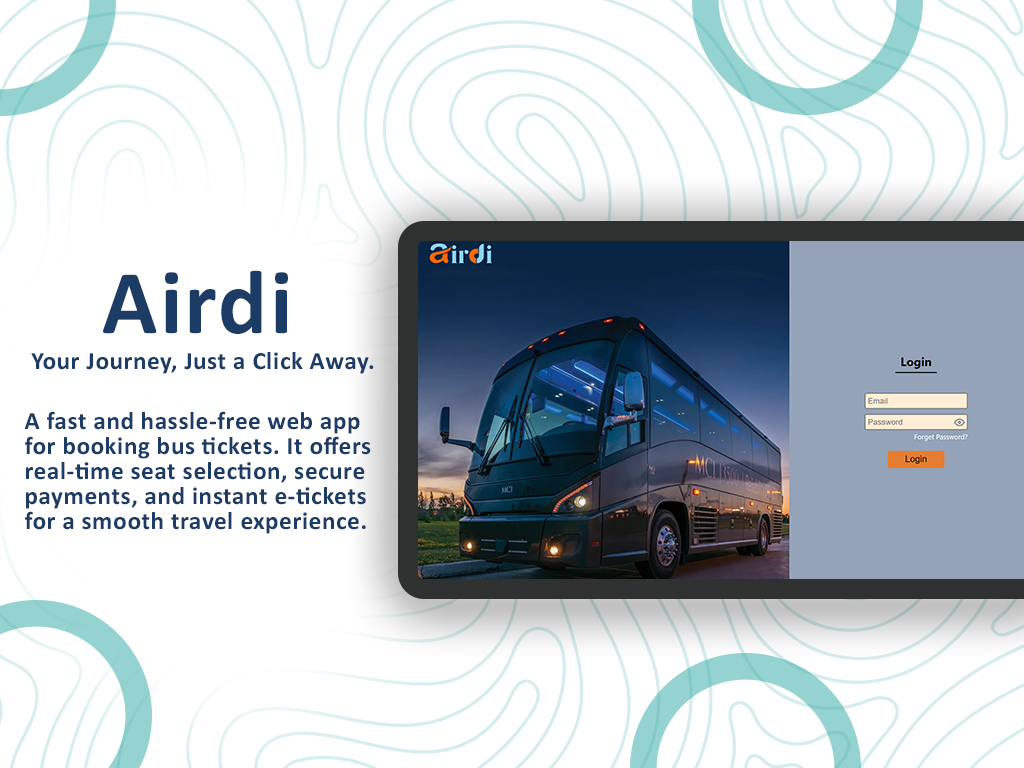 Airdi
Your Journey, Just a Click Away.
A fast and hassle-free web app
for booking bus tickets. It offers
real-time seat selection, secure
payments, and instant e-tickets
for a smooth travel experience.
airdi
MCI
Login
Email
Password
Forget Password?
Login